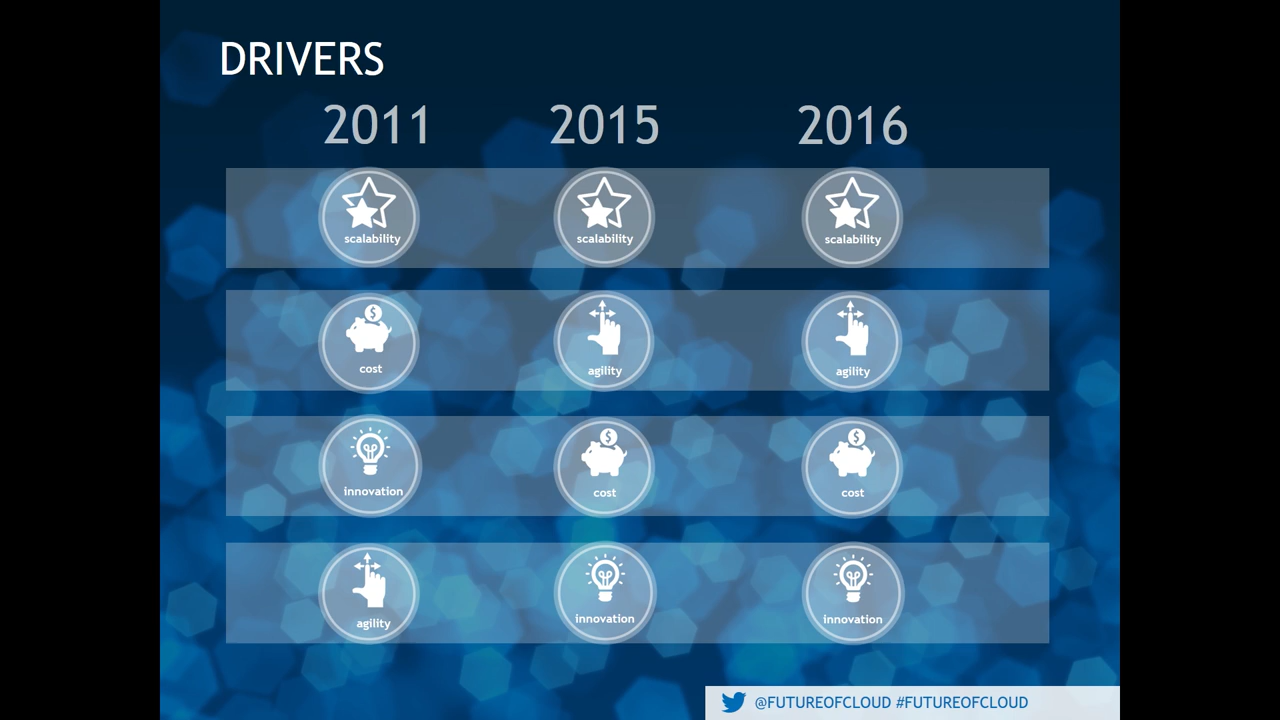 DRIVERS
2011 2015 2016
scalability scalability scalability
$
cost agility agility
$ $
innovation cost cost
agility innovation innovation
@FUTUREOFCLOUD #FUTUREOFCLOUD